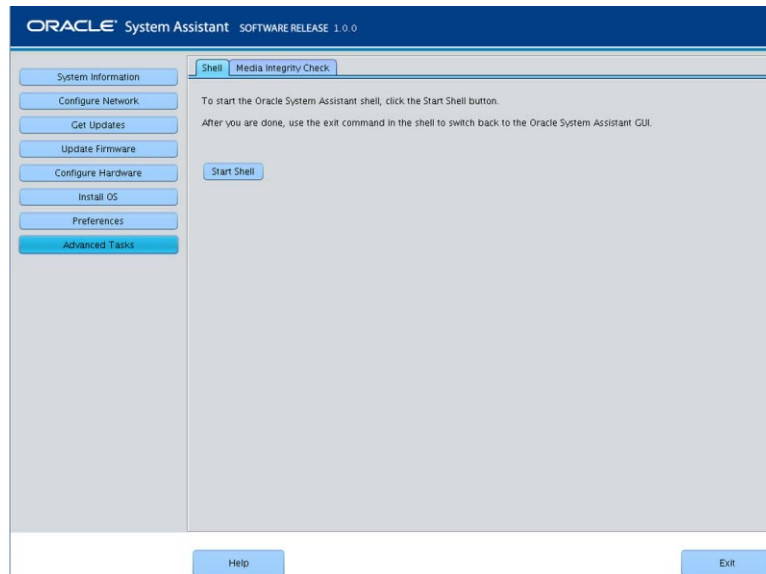 ORACLE System Assistant SOFTWARE RELEASE 1.0.0
System Information
Configure Network
Get Updates
Update Firmware
Configure Hardware
Install OS
Preferences
Advanced Tasks
Shell Media Integrity Check
To start the Oracle System Assistant shell, click the Start Shell button.
After you are done, use the exit command in the shell to switch back to the Oracle System Assistant GUI.
Start Shell
Help Exit